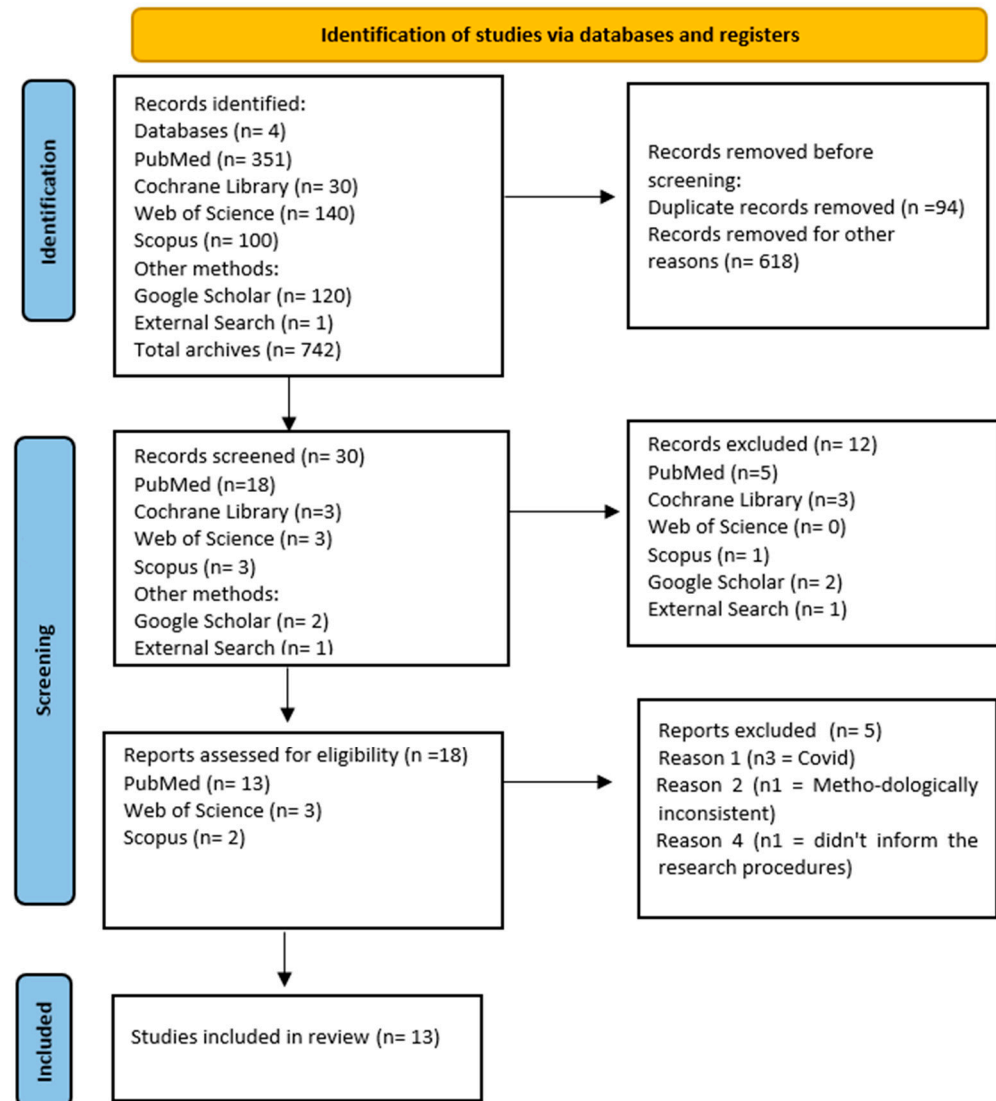 Identification of studies via databases and registers
Identification
Records identified:
Databases (n= 4)
PubMed (n= 351)
Cochrane Library (n= 30)
Web of Science (n= 140)
Scopus (n= 100)
Other methods:
Google Scholar (n= 120)
External Search (n= 1)
Total archives (n= 742)
Records removed before
screening:
Duplicate records removed (n =94)
Records removed for other
reasons (n= 618)
Screening
Records screened (n= 30)
PubMed (n=18)
Cochrane Library (n=3)
Web of Science (n= 3)
Scopus (n= 3)
Other methods:
Google Scholar (n= 2)
External Search (n= 1)
Records excluded (n= 12)
PubMed (n=5)
Cochrane Library (n=3)
Web of Science (n= 0)
Scopus (n= 1)
Google Scholar (n= 2)
External Search (n= 1)
Reports assessed for eligibility (n =18)
PubMed (n= 13)
Web of Science (n= 3)
Scopus (n= 2)
Reports excluded (n= 5)
Reason 1 (n3 = Covid)
Reason 2 (n1 = Metho-dologically
inconsistent)
Reason 4 (n1 = didn't inform the
research procedures)
Included
Studies included in review (n= 13)